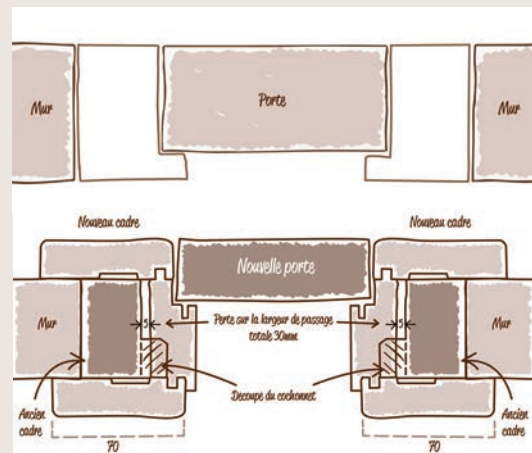 Mur
Porte
Mur
Nouveau cadre
Nouveau cadre
Nouvelle porte
Mur
5
Perte sur la largeur de passage
totale 30mm
5
Mur
Ancien
cadre
Decoupe du cochonnet
Ancien
cadre
70
70